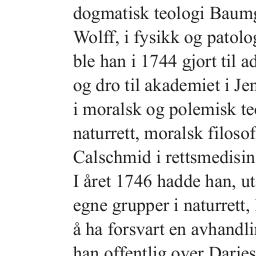 dogmatisk teologi Baumg
Wolff, i fysikk og patolog
ble han i 1744 gjort til ad
og dro til akademiet i Jen
i moralsk og polemisk teo
naturrett, moralsk filosof
Calschmid i rettsmedisin
I året 1746 hadde han, ut
egne grupper i naturrett,
å ha forsvart en avhandlin
han offentlig over Darjes